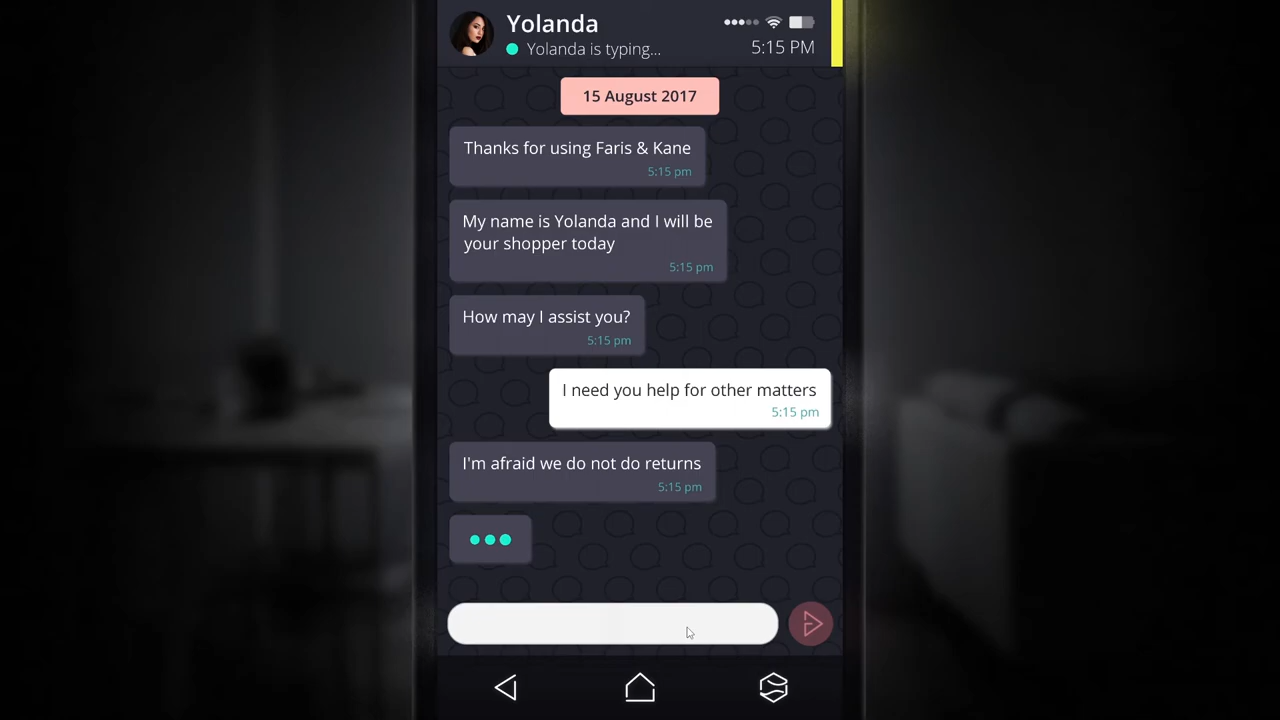 Yolanda
Yolanda is typing...
5:15 PM
15 August 2017
Thanks for using Faris & Kane
5:15 pm
My name is Yolanda and I will be
your shopper today
5:15 pm
How may I assist you?
5:15 pm
I need you help for other matters
5:15 pm
I'm afraid we do not do returns
5:15 pm